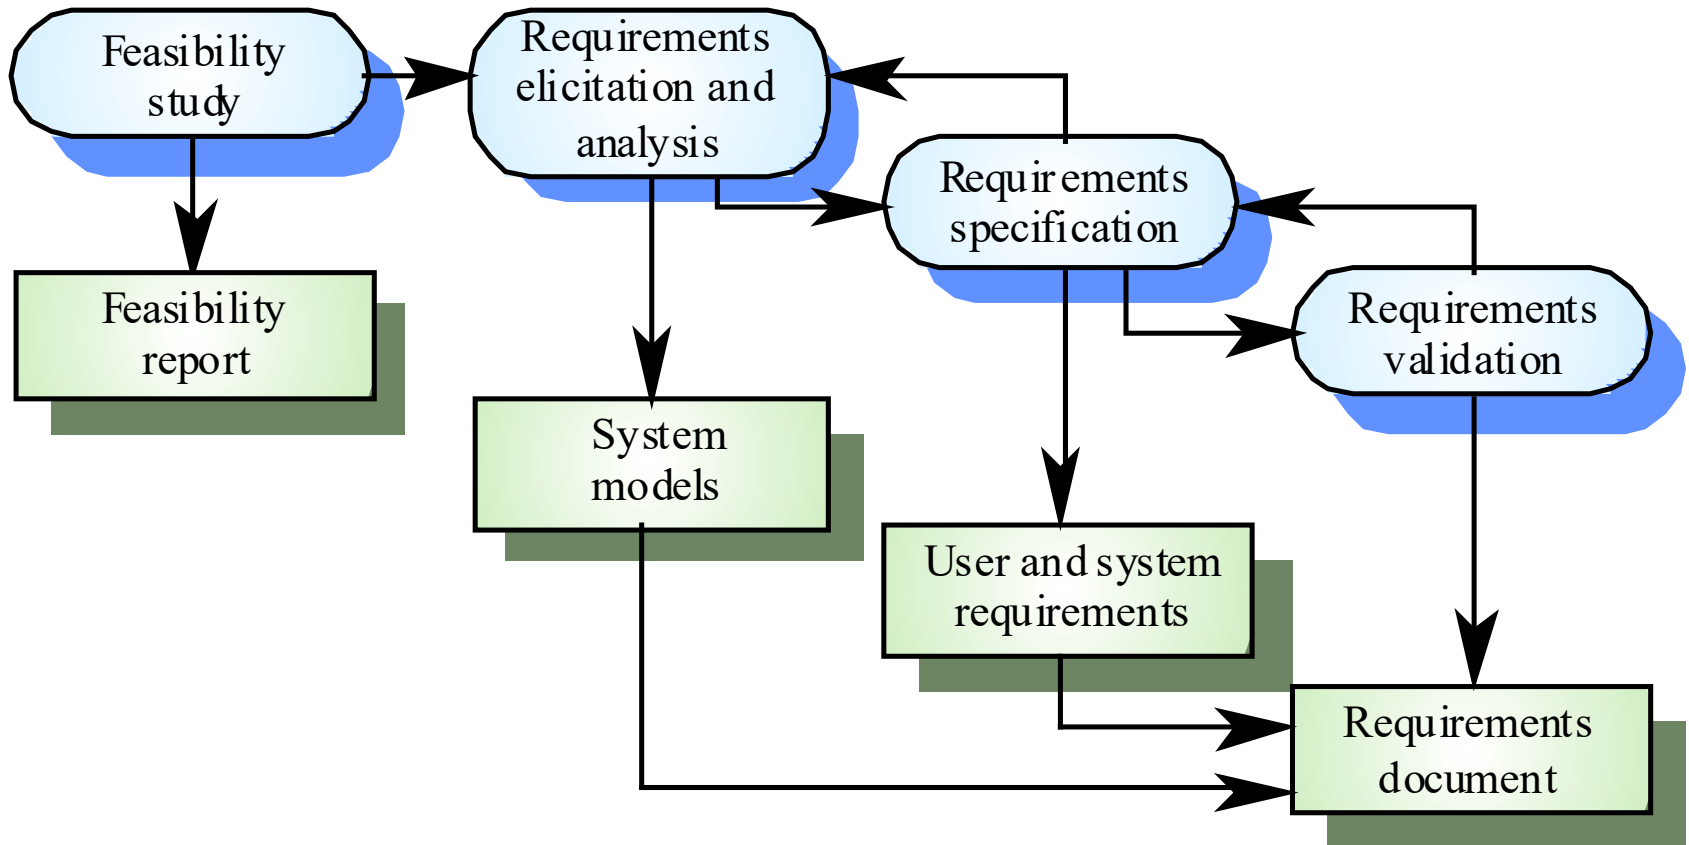 Feasibility
study
Requirements
elicitation and
analysis
Requirements
specification
Requirements
validation
Feasibility
report
System
models
User and system
requirements
Requirements
document